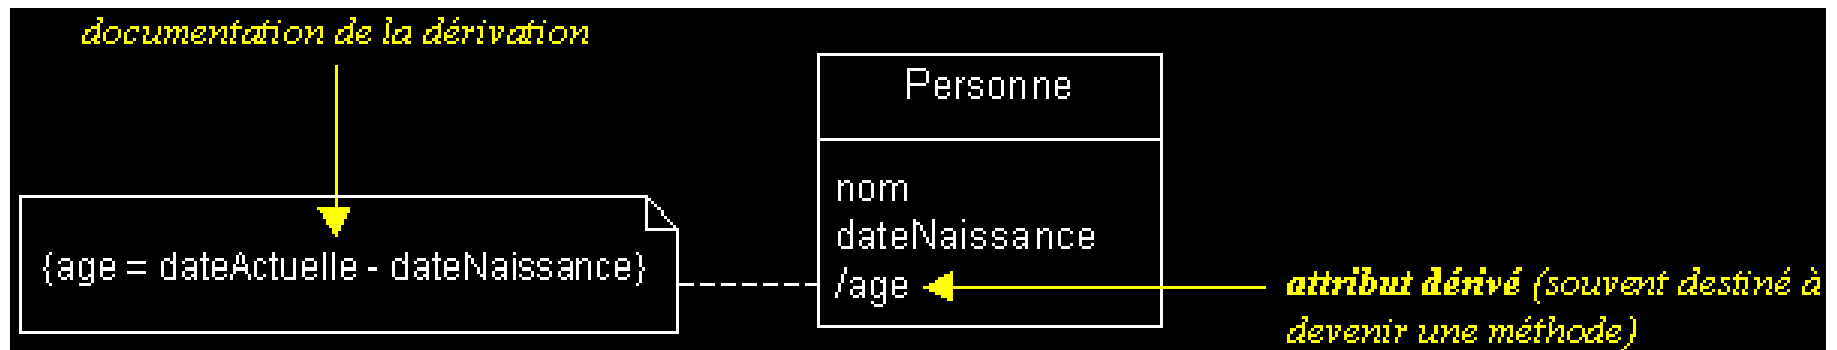 documentation de la dérivation
Personne
nom
dateNaissance
/age
{age = dateActuelle - dateNaissance}
attribut dérivé (souvent destiné à
devenir une méthode)